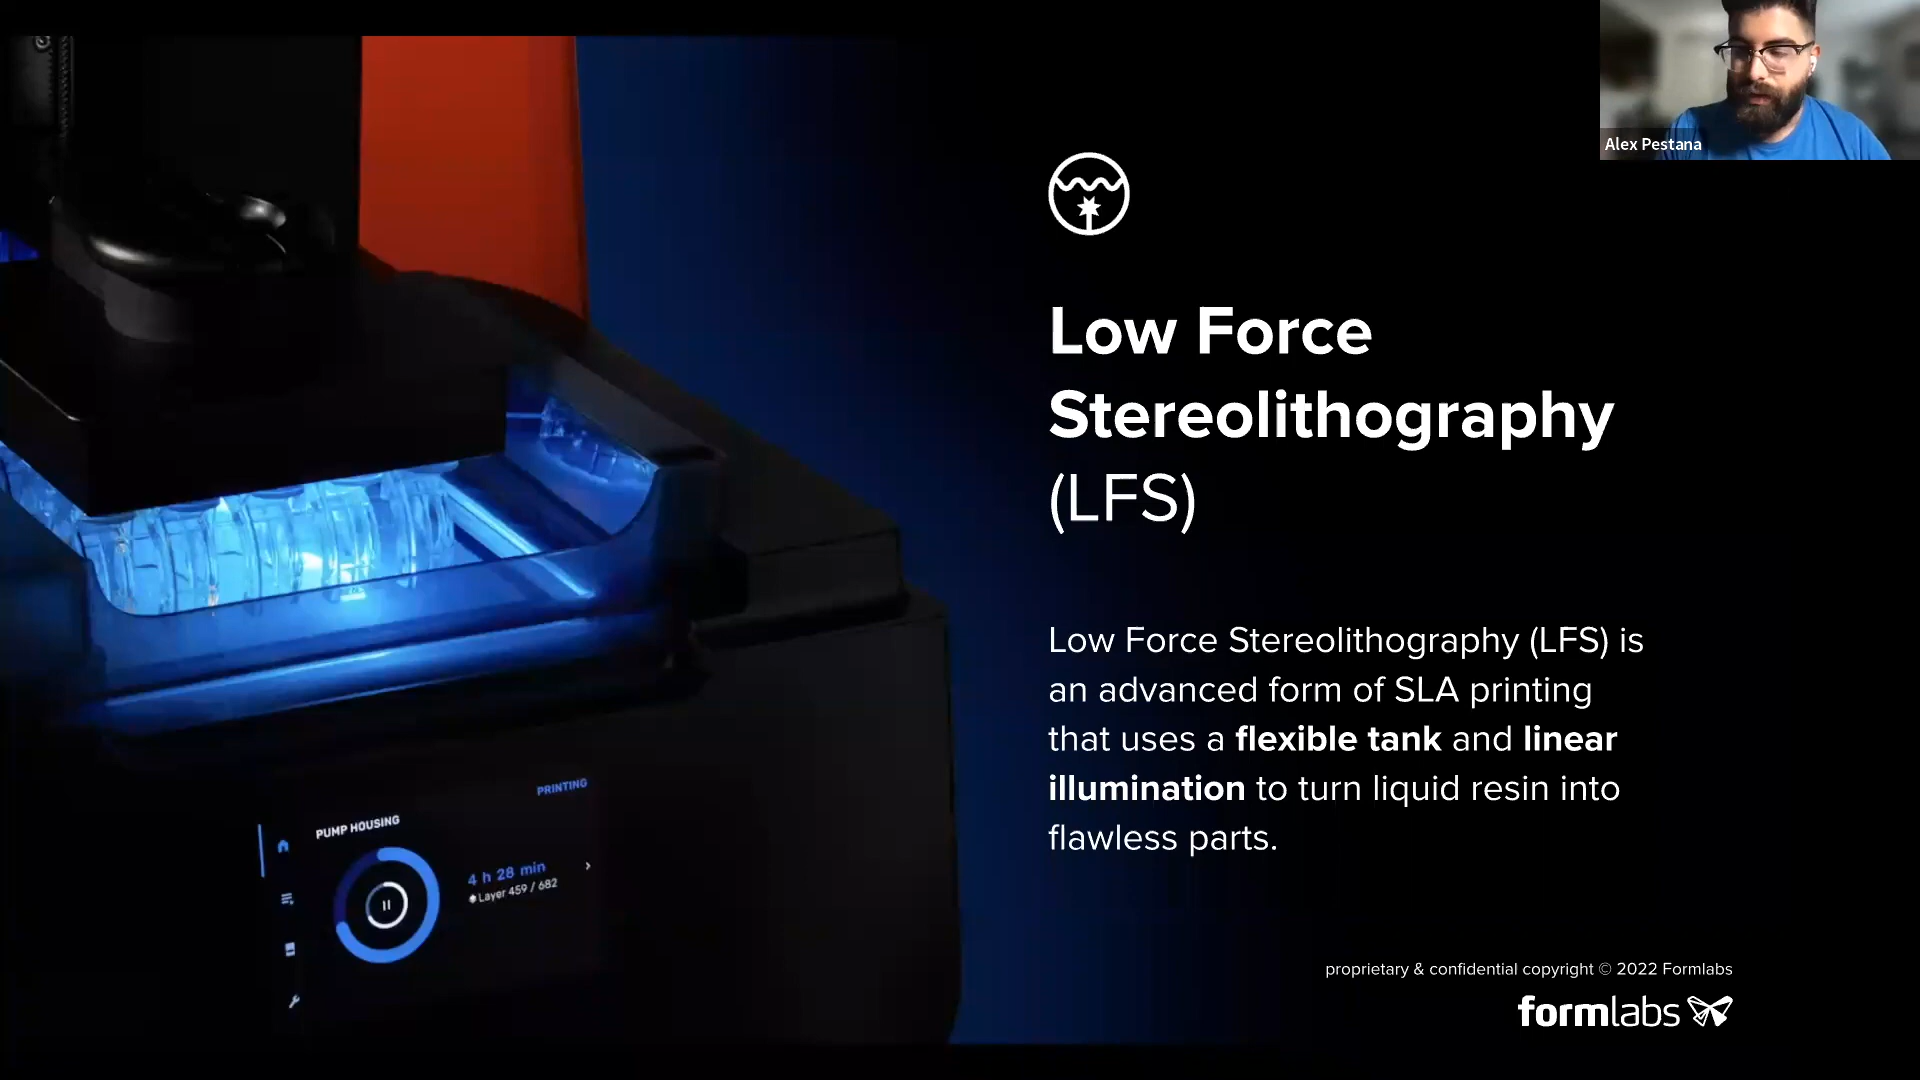 Alex Pestana
Low Force
Stereolithography
(LFS)
Low Force Stereolithography (LFS) is
an advanced form of SLA printing
that uses a flexible tank and linear
illumination to turn liquid resin into
flawless parts.
PRINTING
PUMP HOUSING
4 h 28 min
Layer 459 / 682
proprietary & confidential copyright © 2022 Formlabs
formlabs